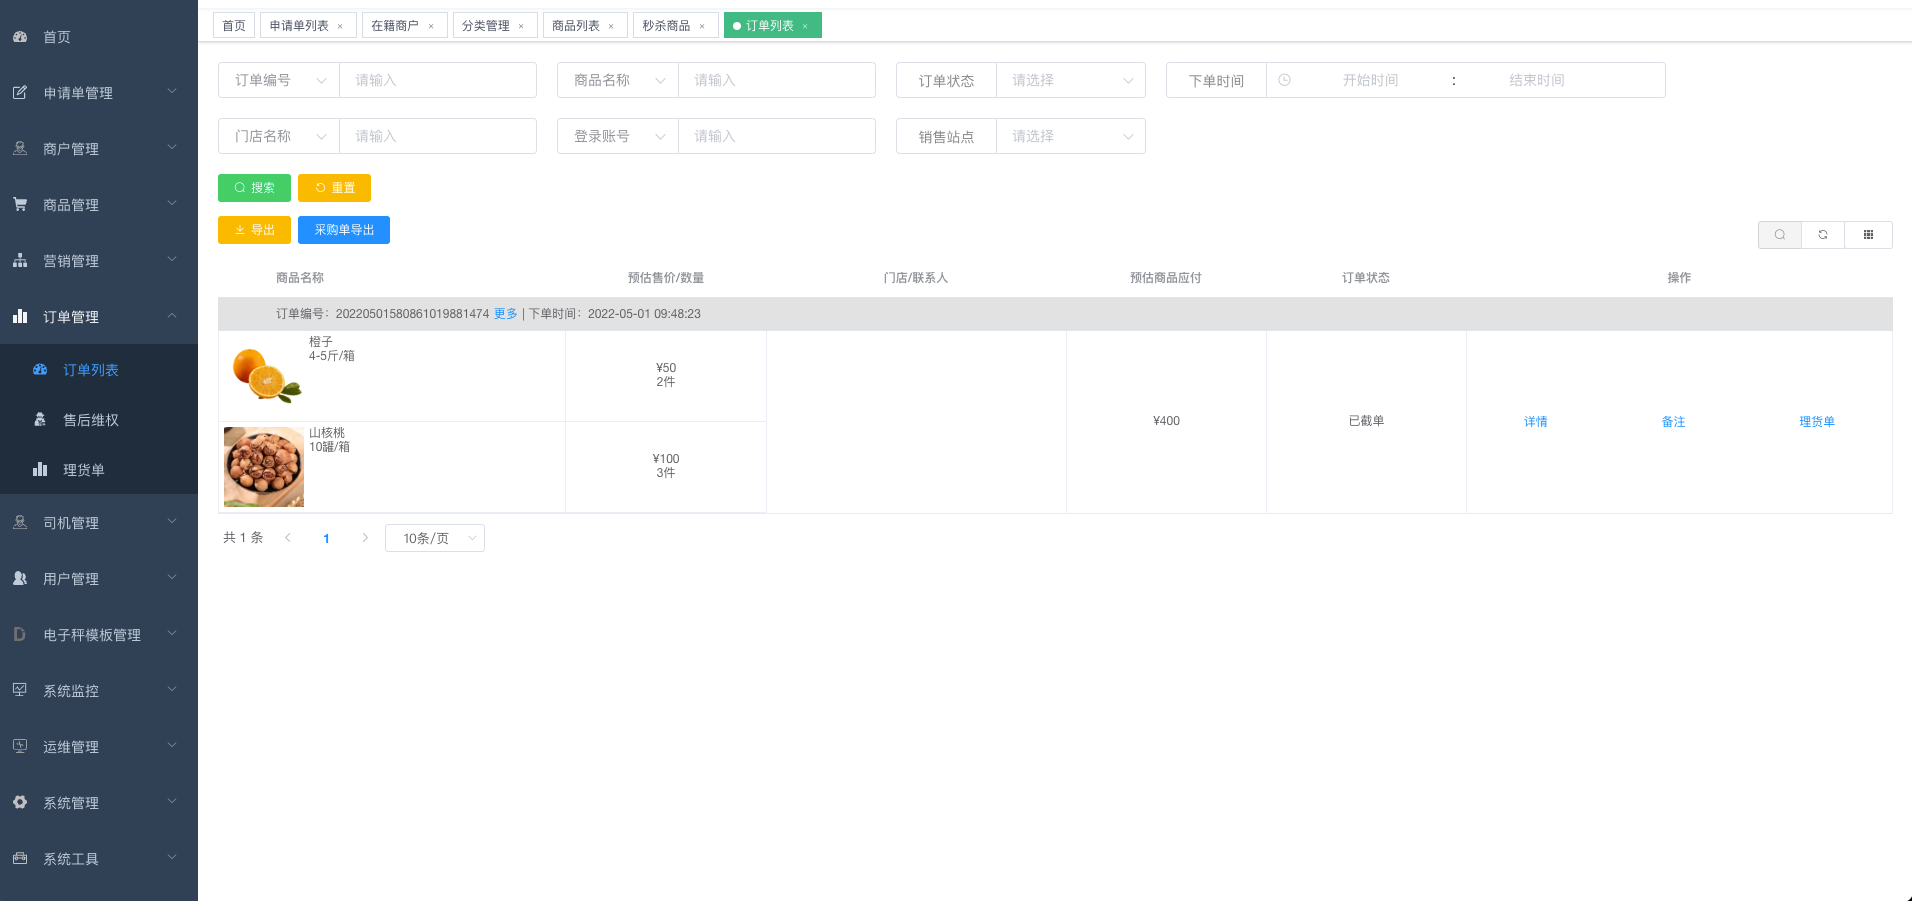 首页
申请单管理
商户管理
商品管理
营销管理
订单管理
订单列表
售后维权
理货单
司机管理
用户管理
电子秤模板管理
系统监控
运维管理
系统管理
系统工具
首页 申请单列表 × 在籍商户 × 分类管理 × 商品列表 × 秒杀商品 × 订单列表 ×
订单编号 请输入 商品名称 请输入 订单状态 请选择 下单时间 开始时间 : 结束时间
门店名称 请输入 登录账号 请输入 销售站点 请选择
搜索 重置
导出 采购单导出
商品名称 预估售价/数量 门店/联系人 预估商品应付 订单状态 操作
订单编号：20220501580861019881474 更多 | 下单时间：2022-05-01 09:48:23
橙子
4-5斤/箱
¥50
2件
山核桃
10罐/箱
¥100
3件
¥400 已截单 详情 备注 理货单
共 1 条 1 10条/页